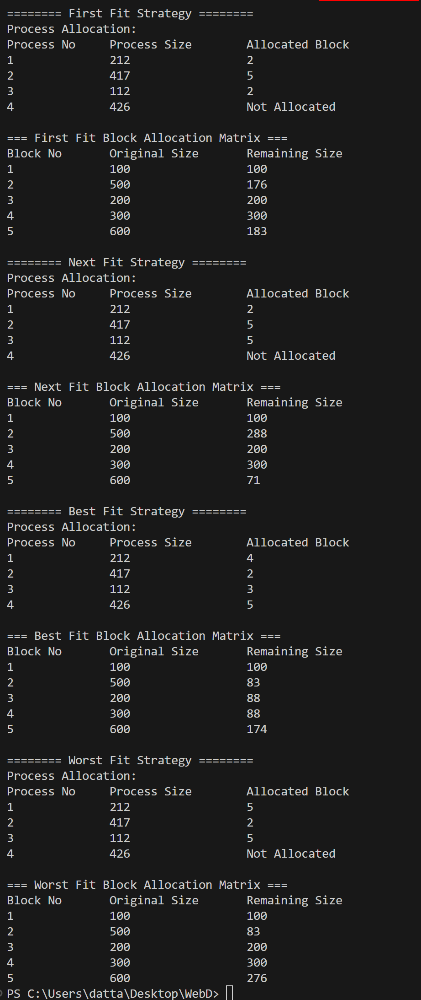 ======== First Fit Strategy ========
Process Allocation:
Process No     Process Size        Allocated Block
1              212                 2
2              417                 5
3              112                 2
4              426                 Not Allocated

=== First Fit Block Allocation Matrix ===
Block No       Original Size       Remaining Size
1              100                 100
2              500                 176
3              200                 200
4              300                 300
5              600                 183

======== Next Fit Strategy ========
Process Allocation:
Process No     Process Size        Allocated Block
1              212                 2
2              417                 5
3              112                 5
4              426                 Not Allocated

=== Next Fit Block Allocation Matrix ===
Block No       Original Size       Remaining Size
1              100                 100
2              500                 288
3              200                 200
4              300                 300
5              600                 71

======== Best Fit Strategy ========
Process Allocation:
Process No     Process Size        Allocated Block
1              212                 4
2              417                 2
3              112                 3
4              426                 5

=== Best Fit Block Allocation Matrix ===
Block No       Original Size       Remaining Size
1              100                 100
2              500                 83
3              200                 88
4              300                 88
5              600                 174

======== Worst Fit Strategy ========
Process Allocation:
Process No     Process Size        Allocated Block
1              212                 5
2              417                 2
3              112                 5
4              426                 Not Allocated

=== Worst Fit Block Allocation Matrix ===
Block No       Original Size       Remaining Size
1              100                 100
2              500                 83
3              200                 200
4              300                 300
5              600                 276
PS C:\Users\datta\Desktop\WebD>